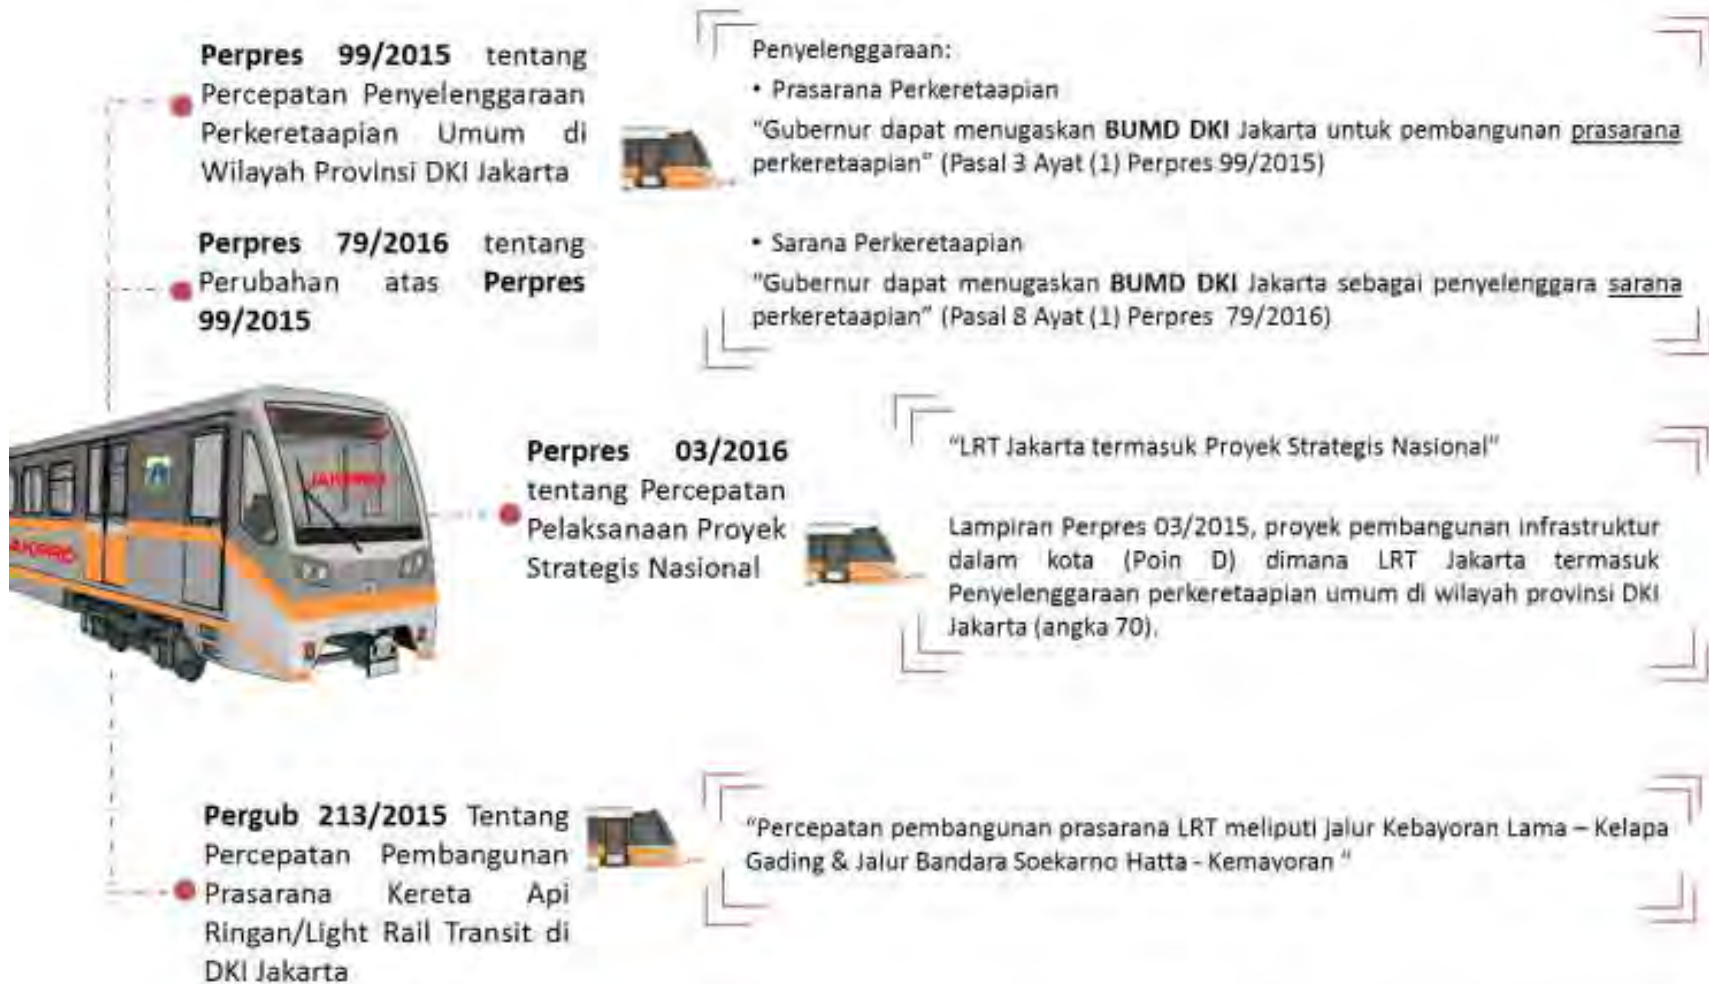 Perpres 99/2015 tentang
Percepatan Penyelenggaraan
Perkeretaapian Umum di
Wilayah Provinsi DKI Jakarta
Penyelenggaraan:
• Prasarana Perkeretaapian
"Gubernur dapat menugaskan BUMD DKI Jakarta untuk pembangunan prasarana
perkeretaapian" (Pasal 3 Ayat (1) Perpres 99/2015)
Perpres 79/2016 tentang
Perubahan atas Perpres
99/2015
• Sarana Perkeretaapian
"Gubernur dapat menugaskan BUMD DKI Jakarta sebagai penyelenggara sarana
perkeretaapian" (Pasal 8 Ayat (1) Perpres 79/2016)
JAKPRO
JAKPRO
Perpres 03/2016
tentang Percepatan
Pelaksanaan Proyek
Strategis Nasional
"LRT Jakarta termasuk Proyek Strategis Nasional"
Lampiran Perpres 03/2015, proyek pembangunan infrastruktur
dalam kota (Poin D) dimana LRT Jakarta termasuk
Penyelenggaraan perkeretaapian umum di wilayah provinsi DKI
Jakarta (angka 70).
Pergub 213/2015 Tentang
Percepatan Pembangunan
Prasarana Kereta Api
Ringan/Light Rail Transit di
DKI Jakarta
"Percepatan pembangunan prasarana LRT meliputi jalur Kebayoran Lama – Kelapa
Gading & Jalur Bandara Soekarno Hatta - Kemayoran "